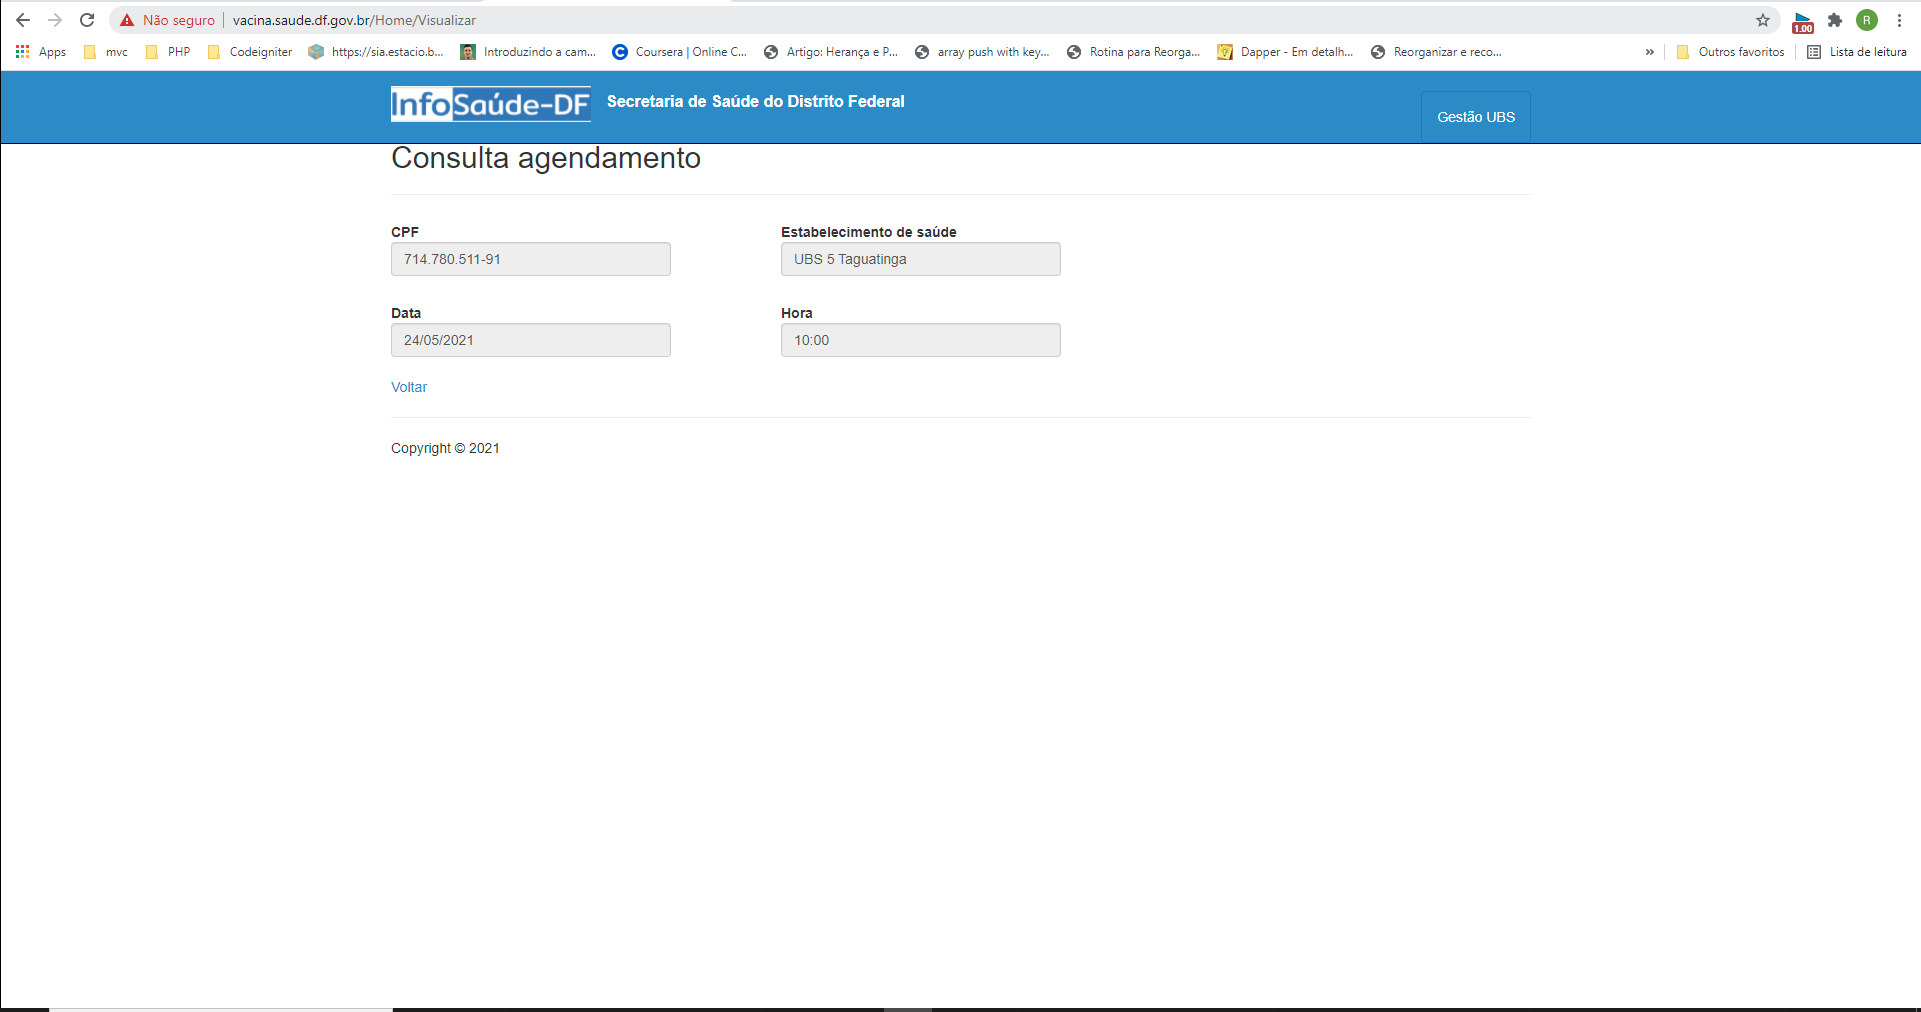 Não seguro | vacina.saude.df.gov.br/Home/Visualizar
1.00
R
Apps mvc PHP Codeigniter https://sia.estacio.b... Introduzindo a cam... Coursera | Online C... Artigo: Herança e P... array push with key... Rotina para Reorga... Dapper - Em detalh... Reorganizar e reco... » Outros favoritos Lista de leitura
InfoSaúde-DF Secretaria de Saúde do Distrito Federal
Gestão UBS
Consulta agendamento
CPF Estabelecimento de saúde
714.780.511-91 UBS 5 Taguatinga
Data Hora
24/05/2021 10:00
Voltar
Copyright © 2021